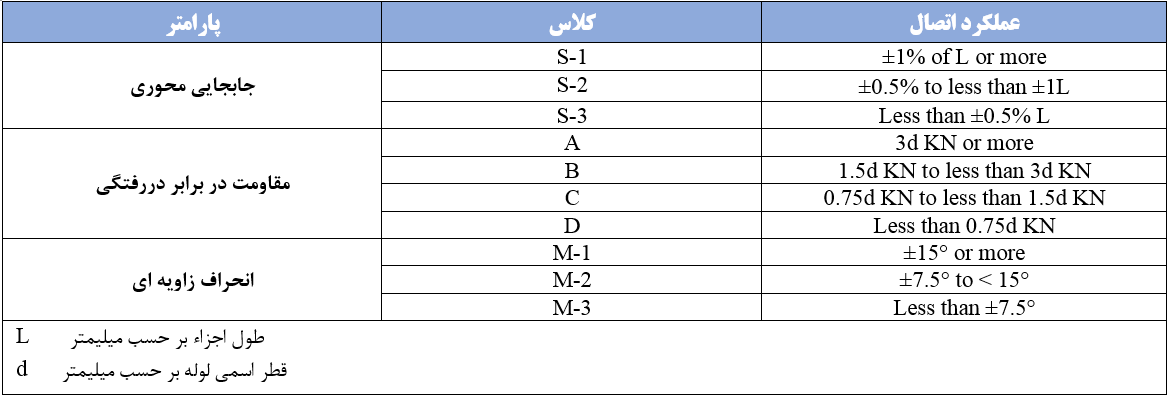 پارامتر	کلاس	عملکرد اتصال
جابجایی محوری	S-1	±1% of L or more
S-2	±0.5% to less than ±1L
S-3	Less than ±0.5% L
مقاومت در برابر دررفتگی	A	3d KN or more
B	1.5d KN to less than 3d KN
C	0.75d KN to less than 1.5d KN
D	Less than 0.75d KN
انحراف زاویه ای	M-1	±15° or more
M-2	±7.5° to < 15°
M-3	Less than ±7.5°
L	طول اجزاء بر حسب میلیمتر
d	قطر اسمی لوله بر حسب میلیمتر